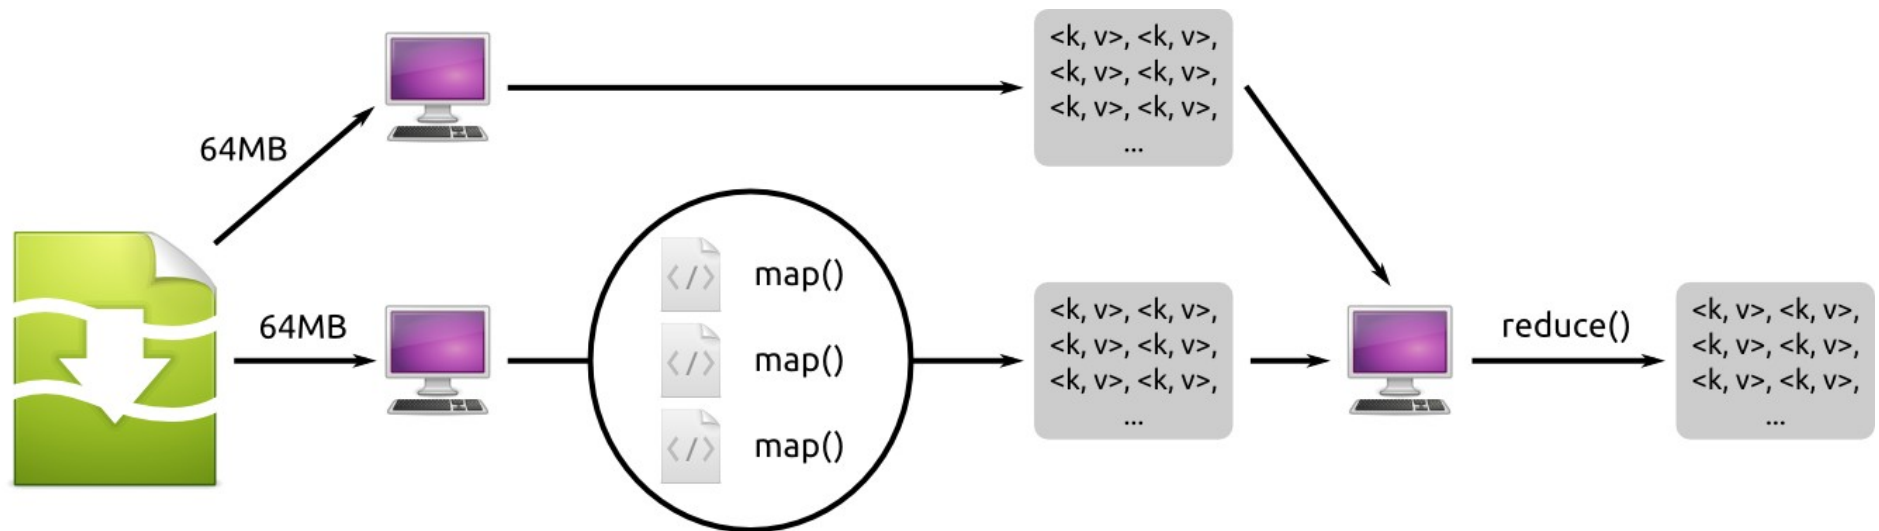 64MB
<k, v>, <k, v>,
<k, v>, <k, v>,
<k, v>, <k, v>,
...
64MB
</> map()
</> map()
</> map()
<k, v>, <k, v>,
<k, v>, <k, v>,
<k, v>, <k, v>,
...
reduce()
<k, v>, <k, v>,
<k, v>, <k, v>,
<k, v>, <k, v>,
...